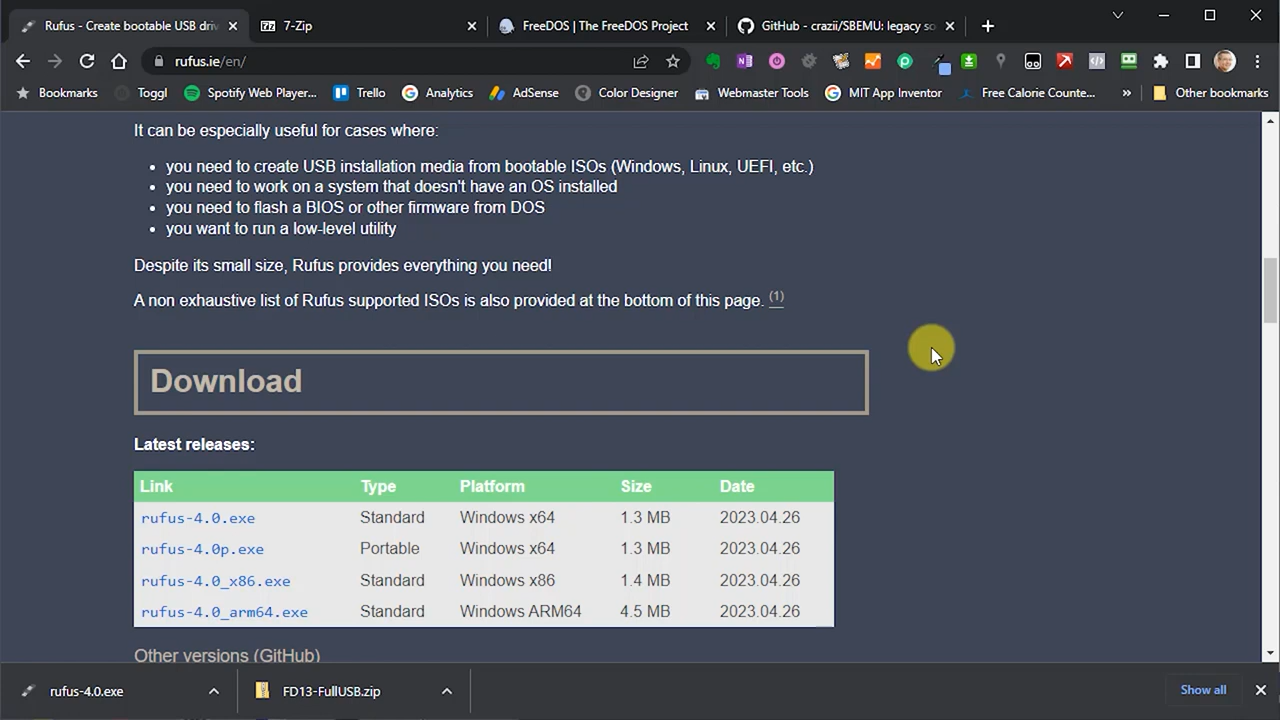 Rufus - Create bootable USB driv
7-Zip
FreeDOS | The FreeDOS Project
GitHub - crazii/SBEMU: legacy so
rufus.ie/en/
Bookmarks
Toggl
Spotify Web Player...
Trello
Analytics
AdSense
Color Designer
Webmaster Tools
MIT App Inventor
Free Calorie Counte...
»
Other bookmarks
It can be especially useful for cases where:
• you need to create USB installation media from bootable ISOs (Windows, Linux, UEFI, etc.)
• you need to work on a system that doesn't have an OS installed
• you need to flash a BIOS or other firmware from DOS
• you want to run a low-level utility
Despite its small size, Rufus provides everything you need!
A non exhaustive list of Rufus supported ISOs is also provided at the bottom of this page. (1)
Download
Latest releases:
Link Type Platform Size Date
rufus-4.0.exe Standard Windows x64 1.3 MB 2023.04.26
rufus-4.0p.exe Portable Windows x64 1.3 MB 2023.04.26
rufus-4.0_x86.exe Standard Windows x86 1.4 MB 2023.04.26
rufus-4.0_arm64.exe Standard Windows ARM64 4.5 MB 2023.04.26
Other versions (GitHub)
rufus-4.0.exe
FD13-FullUSB.zip
Show all